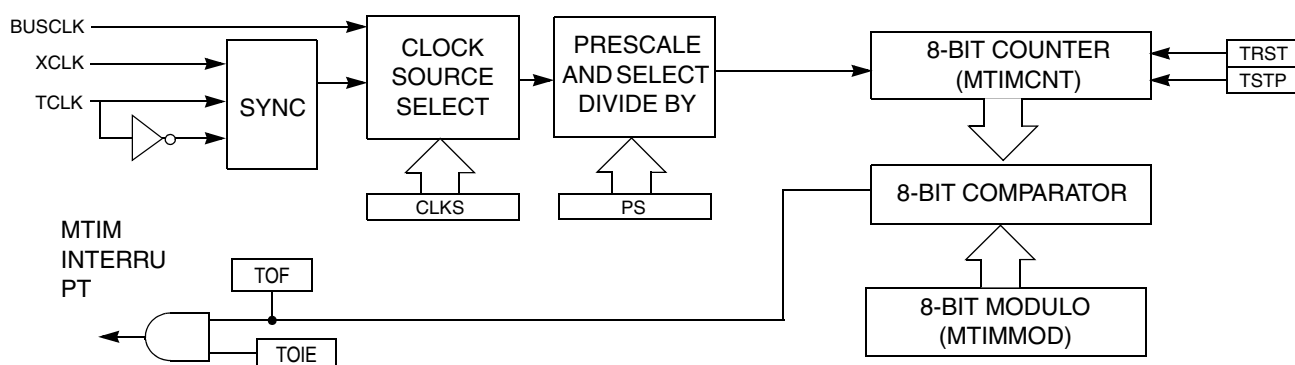 BUSCLK
XCLK
TCLK
SYNC
CLOCK
SOURCE
SELECT
PRESCALE
AND SELECT
DIVIDE BY
8-BIT COUNTER
(MTIMCNT)
TRST
TSTP
CLKS
PS
8-BIT COMPARATOR
MTIM
INTERRU
PT
TOF
TOIE
8-BIT MODULO
(MTIMMOD)